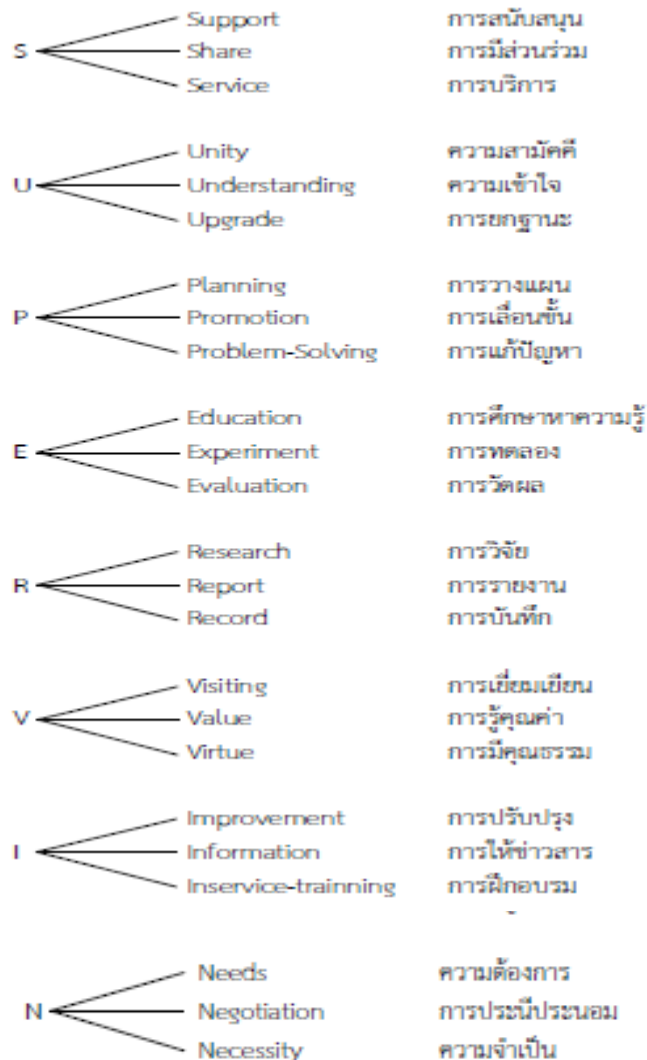 Support การสนับสนุน
S Share การมีส่วนร่วม
Service การบริการ
Unity ความสามัคคี
U Understanding ความเข้าใจ
Upgrade การยกฐานะ
Planning การวางแผน
P Promotion การเลื่อนขั้น
Problem-Solving การแก้ปัญหา
Education การศึกษาหาความรู้
E Experiment การทดลอง
Evaluation การวัดผล
Research การวิจัย
R Report การรายงาน
Record การบันทึก
Visiting การเยี่ยมเยียน
V Value การรู้คุณค่า
Virtue การมีคุณธรรม
Improvement การปรับปรุง
I Information การให้ข่าวสาร
Inservice-trainning การฝึกอบรม
Needs ความต้องการ
N Negotiation การประนีประนอม
Necessity ความจำเป็น